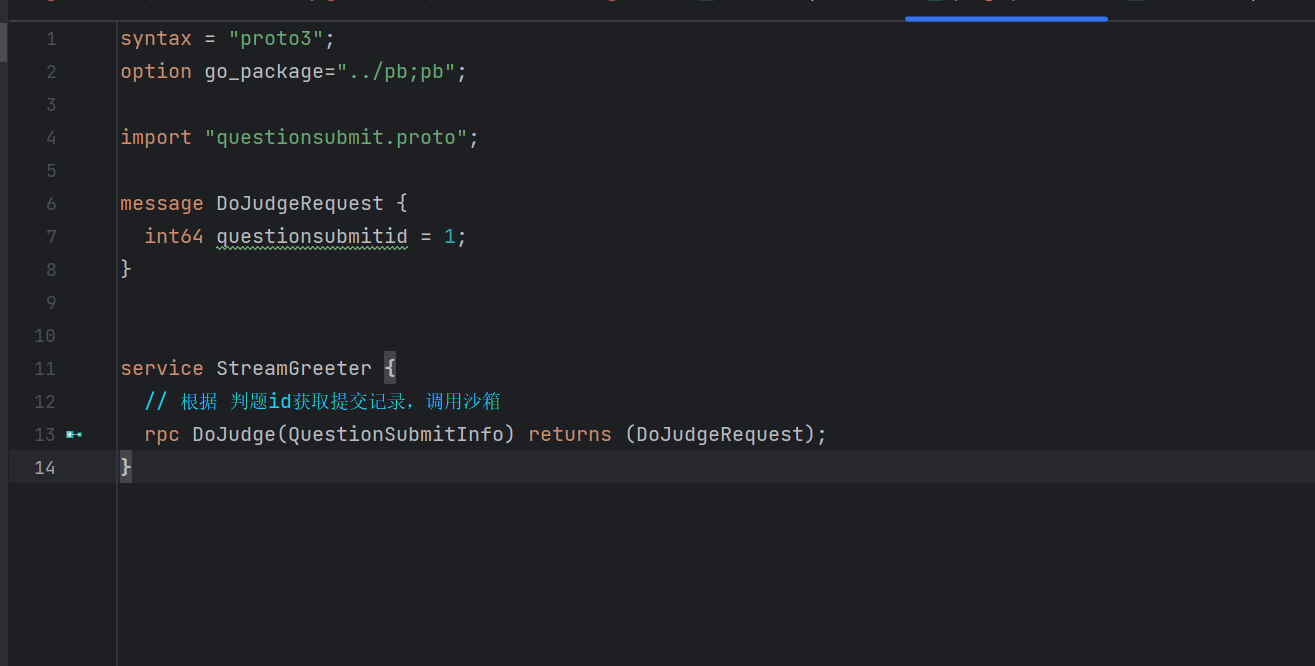 1 syntax = "proto3";
2 option go_package="../pb;pb";
3
4 import "questionsubmit.proto";
5
6 message DoJudgeRequest {
7 int64 questionsubmitid = 1;
8 }
9
10
11 service StreamGreeter {
12 // 根据 判题id获取提交记录，调用沙箱
13 rpc DoJudge(QuestionSubmitInfo) returns (DoJudgeRequest);
14 }